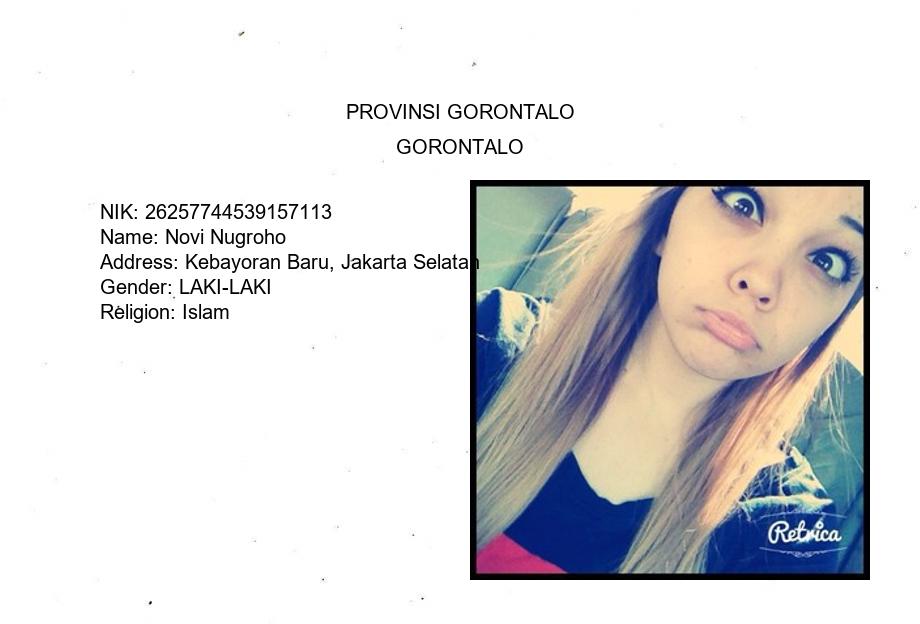 PROVINSI GORONTALO
GORONTALO
NIK: 26257744539157113
Name: Novi Nugroho
Address: Kebayoran Baru, Jakarta Selatan
Gender: LAKI-LAKI
Religion: Islam
Retrica